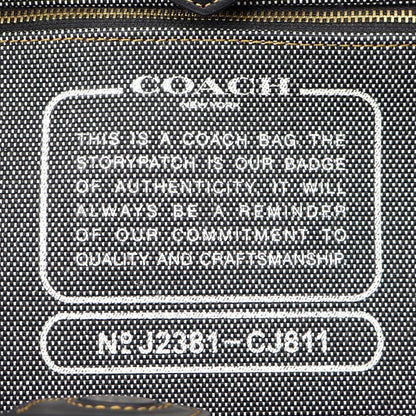 COACH
NEW YORK
THIS IS A COACH BAG. THE
STORYPATCH IS OUR BADGE
OF AUTHENTICITY. IT WILL
ALWAYS BE A REMINDER
OF OUR COMMITMENT TO
QUALITY AND CRAFTSMANSHIP.
Nº J2381-CJ811